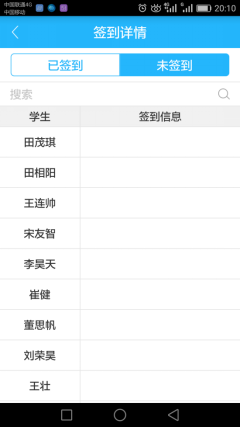 中国联通4G
中国移动
20:10
签到详情
已签到
未签到
搜索
学生
签到信息
田茂琪
田相阳
王连帅
宋友智
李昊天
崔健
董思帆
刘荣昊
王壮